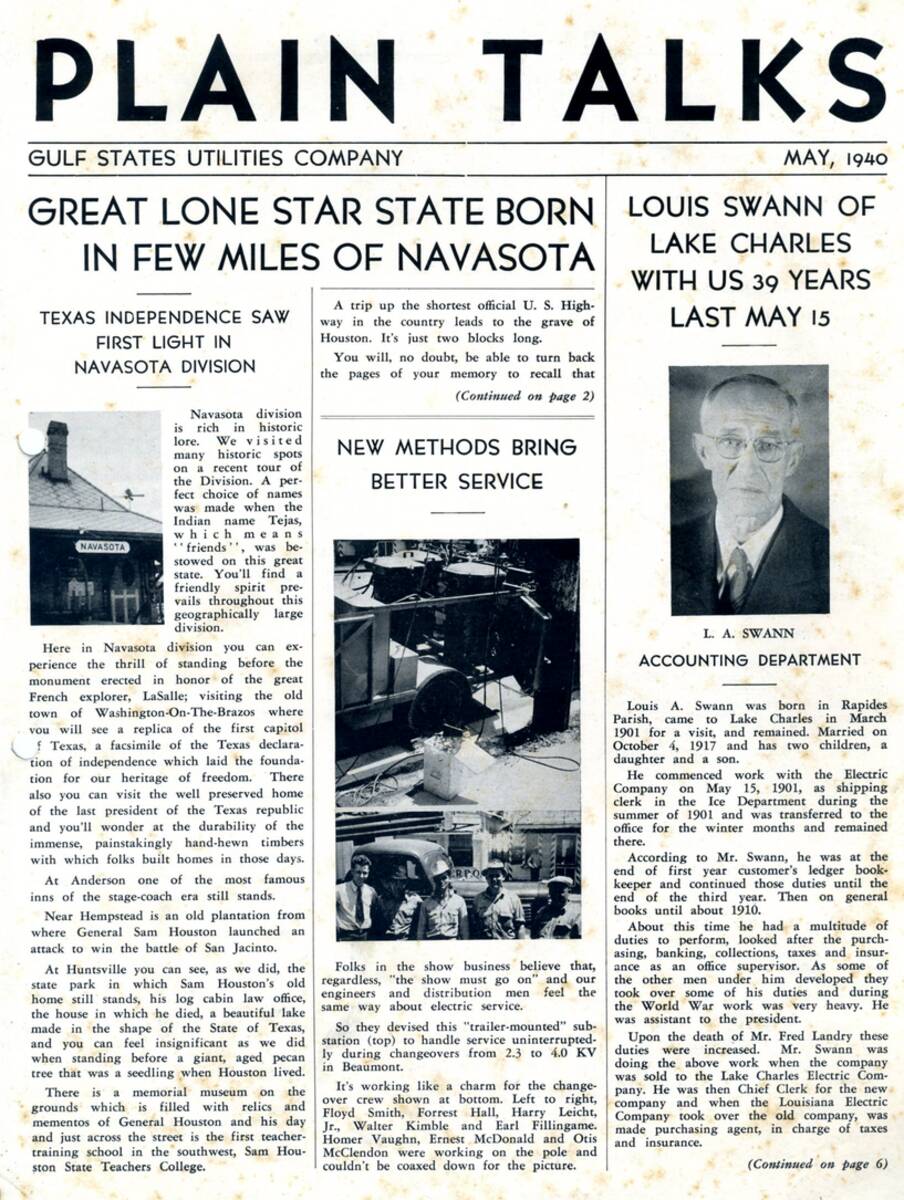 PLAIN TALKS
GULF STATES UTILITIES COMPANY
MAY, 1940
GREAT LONE STAR STATE BORN
IN FEW MILES OF NAVASOTA
TEXAS INDEPENDENCE SAW
FIRST LIGHT IN
NAVASOTA DIVISION
NAVASOTA
Navasota division
is rich in historic
lore. We visited
many historic spots
on a recent tour of
the Division. A per-
fect choice of names
was made when the
Indian name Tejas,
which means
"friends", was be-
stowed on this great
state. You'll find a
friendly spirit pre-
vails throughout this
geographically large
division.
Here in Navasota division you can ex-
perience the thrill of standing before the
monument erected in honor of the great
French explorer, LaSalle; visiting the old
town of Washington-On-The-Brazos where
you will see a replica of the first capitol
f Texas, a facsimile of the Texas declara-
tion of independence which laid the founda-
tion for our heritage of freedom. There
also you can visit the well preserved home
of the last president of the Texas republic
and you'll wonder at the durability of the
immense, painstakingly hand-hewn timbers
with which folks built homes in those days.
At Anderson one of the most famous
inns of the stage-coach era still stands.
Near Hempstead is an old plantation from
where General Sam Houston launched an
attack to win the battle of San Jacinto.
At Huntsville you can see, as we did, the
state park in which Sam Houston's old
home still stands, his log cabin law office,
the house in which he died, a beautiful lake
made in the shape of the State of Texas,
and you can feel insignificant as we did
when standing before a giant, aged pecan
tree that was a seedling when Houston lived.
There is a memorial museum on the
grounds which is filled with relics and
mementos of General Houston and his day
and just across the street is the first teacher-
training school in the southwest, Sam Hou-
ston State Teachers College.
A trip up the shortest official U. S. High-
way in the country leads to the grave of
Houston. It's just two blocks long.
You will, no doubt, be able to turn back
the pages of your memory to recall that
(Continued on page 2)
NEW METHODS BRING
BETTER SERVICE
Folks in the show business believe that,
regardless, "the show must go on" and our
engineers and distribution men feel the
same way about electric service.
So they devised this "trailer-mounted" sub-
station (top) to handle service uninterrupted-
ly during changeovers from 2.3 to 4.0 KV
in Beaumont.
It's working like a charm for the change-
over crew shown at bottom. Left to right,
Floyd Smith, Forrest Hall, Harry Leicht,
Jr., Walter Kimble and Earl Fillingame.
Homer Vaughn, Ernest McDonald and Otis
McClendon were working on the pole and
couldn't be coaxed down for the picture.
LOUIS SWANN OF
LAKE CHARLES
WITH US 39 YEARS
LAST MAY 15
L. A. SWANN
ACCOUNTING DEPARTMENT
Louis A. Swann was born in Rapides
Parish, came to Lake Charles in March
1901 for a visit, and remained. Married on
October 4, 1917 and has two children, a
daughter and a son.
He commenced work with the Electric
Company on May 15, 1901, as shipping
clerk in the Ice Department during the
summer of 1901 and was transferred to the
office for the winter months and remained
there.
According to Mr. Swann, he was at the
end of first year customer's ledger book-
keeper and continued those duties until the
end of the third year. Then on general
books until about 1910.
About this time he had a multitude of
duties to perform, looked after the purch-
asing, banking, collections, taxes and insur-
ance as an office supervisor. As some of
the other men under him developed they
took over some of his duties and during
the World War work was very heavy. He
was assistant to the president.
Upon the death of Mr. Fred Landry these
duties were increased. Mr. Swann was
doing the above work when the company
was sold to the Lake Charles Electric Com-
pany. He was then Chief Clerk for the new
company and when the Louisiana Electric
Company took over the old company, was
made purchasing agent, in charge of taxes
and insurance.
(Continued on page 6)